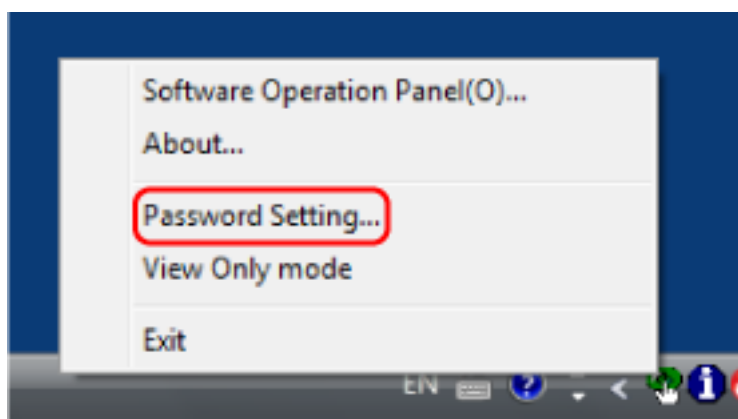 Software Operation Panel(O)...
About...
Password Setting...
View Only mode
Exit
EN